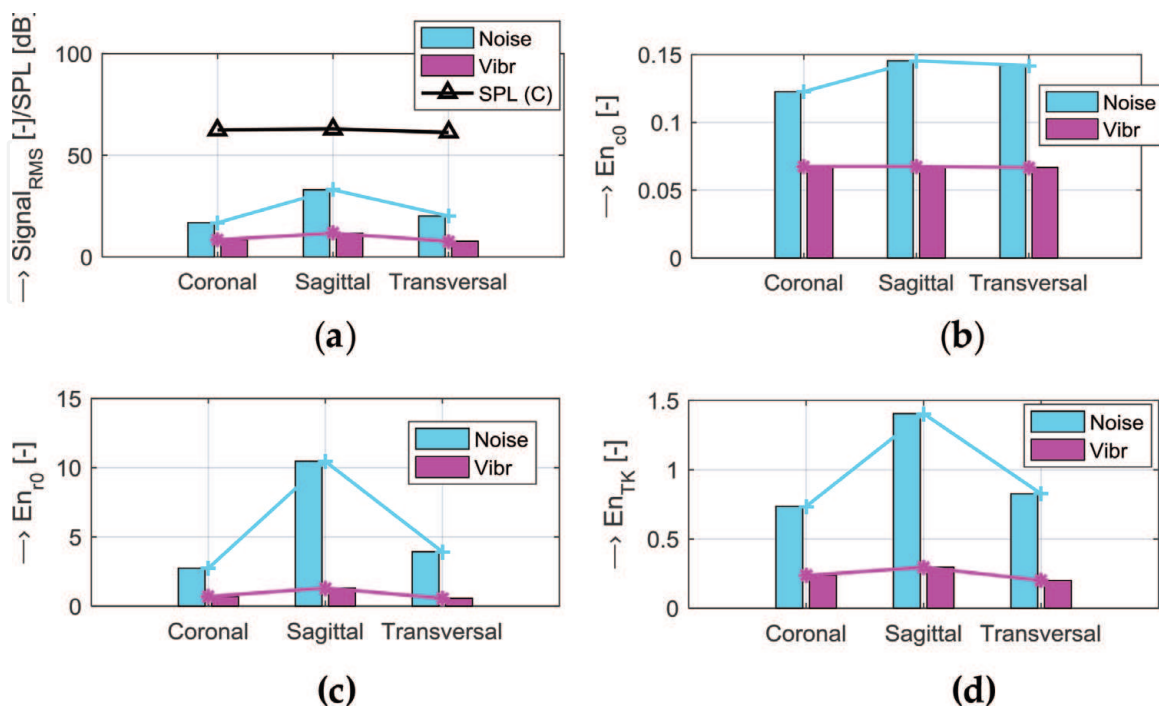 → Signal_RMS [-]/SPL [dB]
100
50
0
Noise
Vibr
SPL (C)
Coronal Sagittal Transversal
(a)
→ En_c0 [-]
0.15
0.1
0.05
0
Noise
Vibr
Coronal Sagittal Transversal
(b)
→ En_r0 [-]
15
10
5
0
Noise
Vibr
Coronal Sagittal Transversal
(c)
→ En_TK [-]
1.5
1
0.5
0
Noise
Vibr
Coronal Sagittal Transversal
(d)